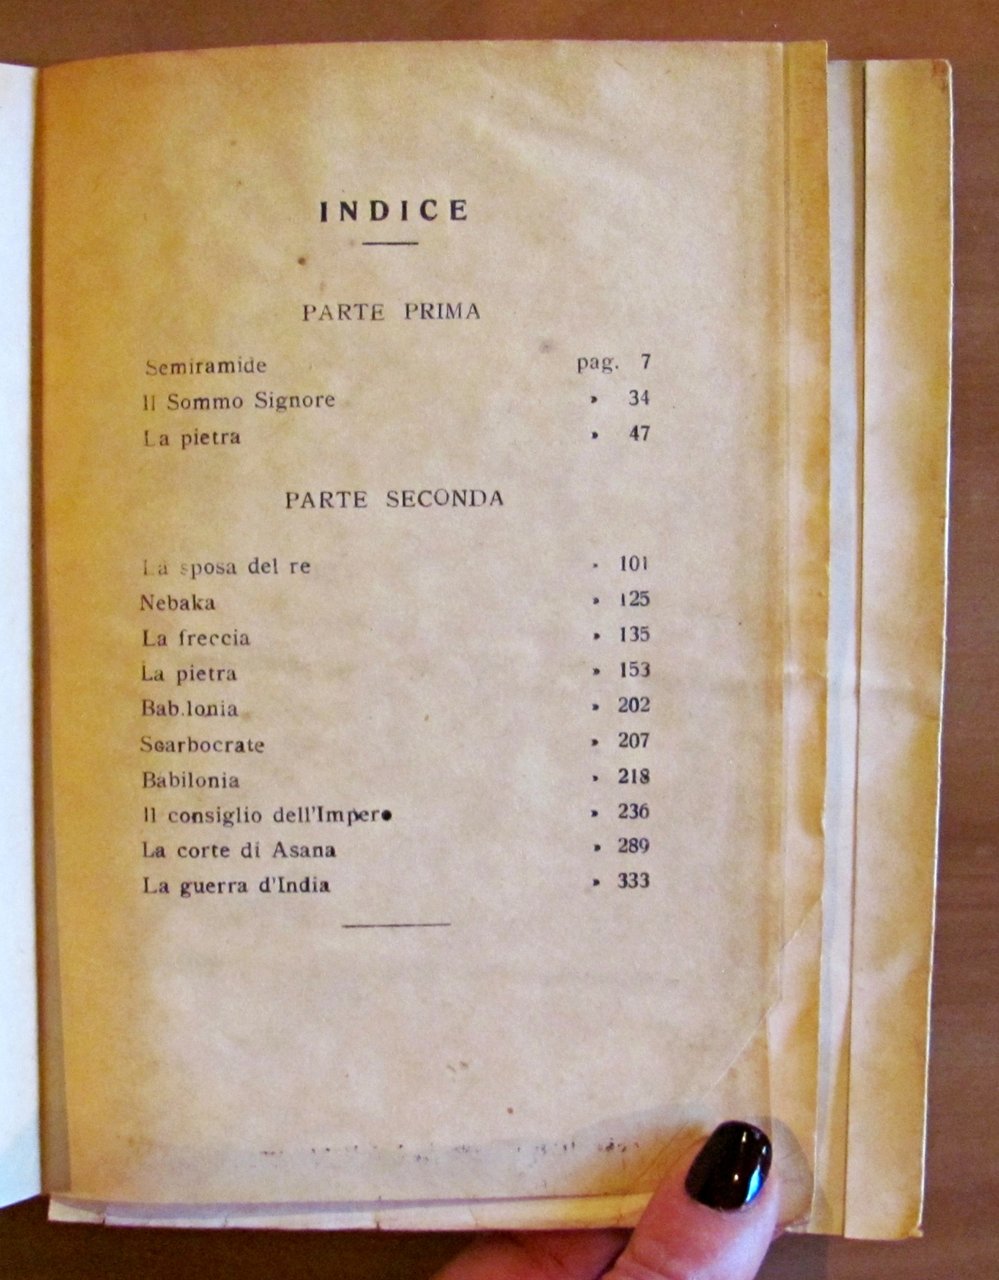 INDICE
PARTE PRIMA
Semiramide pag. 7
Il Sommo Signore » 34
La pietra » 47
PARTE SECONDA
La sposa del re » 101
Nebaka » 125
La freccia » 135
La pietra » 153
Bab.lonia » 202
Scarbocrate » 207
Babilonia » 218
Il consiglio dell'Impero » 236
La corte di Asana » 289
La guerra d'India » 333